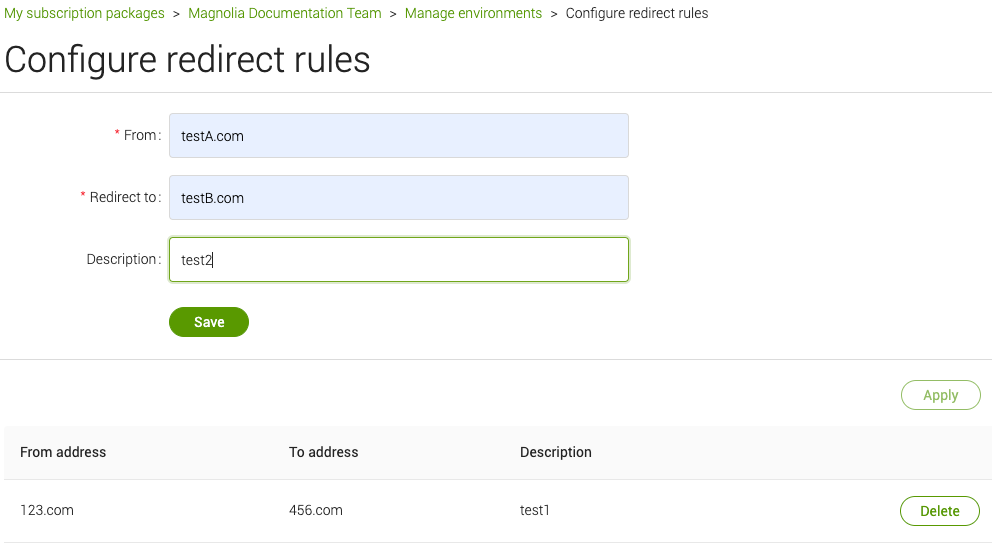 My subscription packages > Magnolia Documentation Team > Manage environments > Configure redirect rules
Configure redirect rules
* From: testA.com
* Redirect to: testB.com
Description: test2
Save
Apply
From address To address Description
123.com 456.com test1 Delete